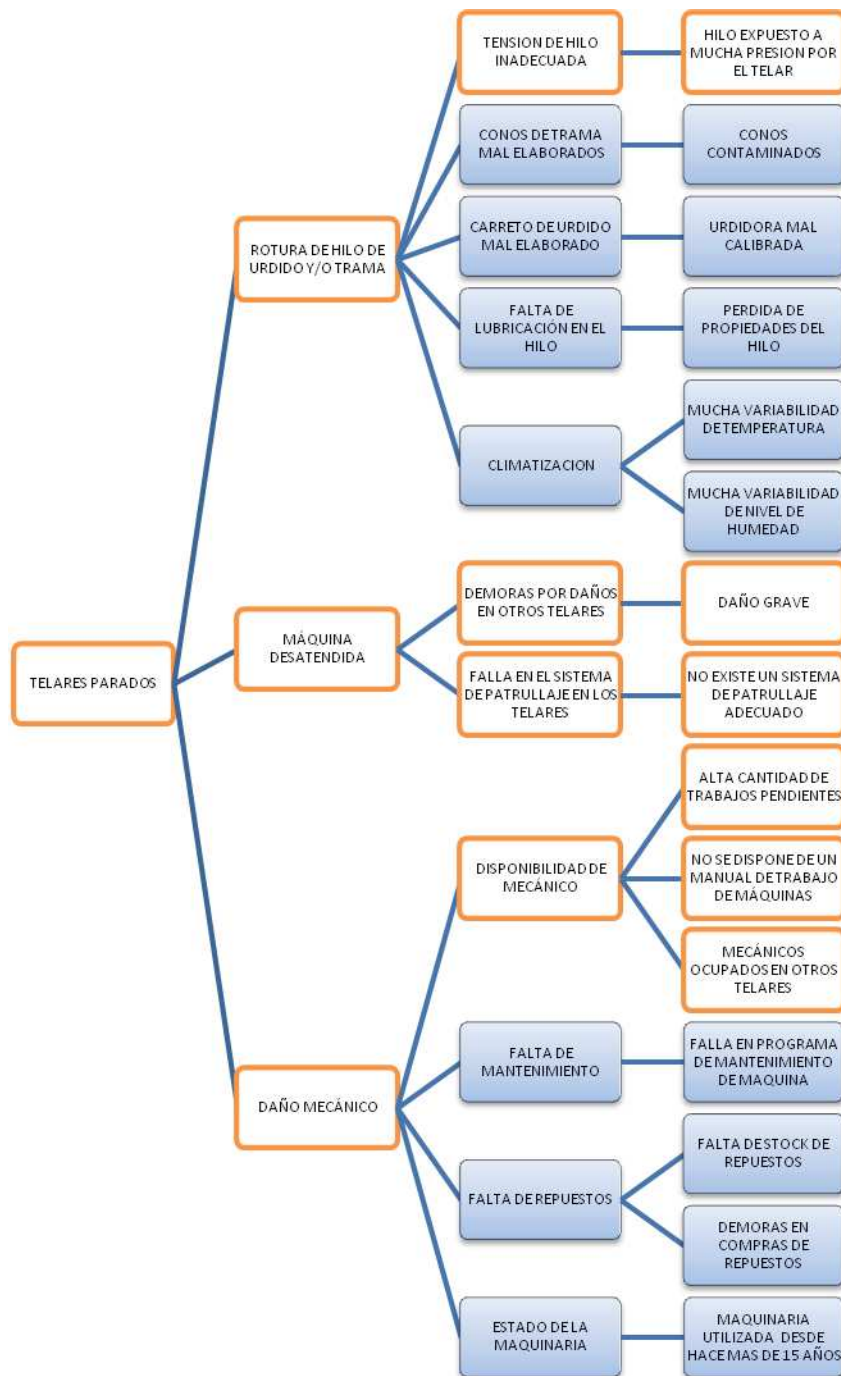 TENSION DE HILO
INADECUADA
HILO EXPUESTO A
MUCHA PRESION POR
EL TELAR
CONOS DE TRAMA
MAL ELABORADOS
CONOS
CONTAMINADOS
ROTURA DE HILO DE
URDIDO Y/O TRAMA
CARRETO DE URDIDO
MAL ELABORADO
URDIDORA MAL
CALIBRADA
FALTA DE
LUBRICACIÓN EN EL
HILO
PERDIDA DE
PROPIEDADES DEL
HILO
CLIMATIZACION
MUCHA VARIABILIDAD
DE TEMPERATURA
MUCHA VARIABILIDAD
DE NIVEL DE
HUMEDAD
TELARES PARADOS
MÁQUINA
DESATENDIDA
DEMORAS POR DAÑOS
EN OTROS TELARES
DAÑO GRAVE
FALLA EN EL SISTEMA
DE PATRULLAJE EN LOS
TELARES
NO EXISTE UN SISTEMA
DE PATRULLAJE
ADECUADO
DAÑO MECÁNICO
DISPONIBILIDAD DE
MECÁNICO
ALTA CANTIDAD DE
TRABAJOS PENDIENTES
NO SE DISPONE DE UN
MANUAL DE TRABAJO
DE MÁQUINAS
MECÁNICOS
OCUPADOS EN OTROS
TELARES
FALTA DE
MANTENIMIENTO
FALLA EN PROGRAMA
DE MANTENIMIENTO
DE MAQUINA
FALTA DE REPUESTOS
FALTA DE STOCK DE
REPUESTOS
DEMORAS EN
COMPRAS DE
REPUESTOS
ESTADO DE LA
MAQUINARIA
MAQUINARIA
UTILIZADA DESDE
HACE MAS DE 15 AÑOS